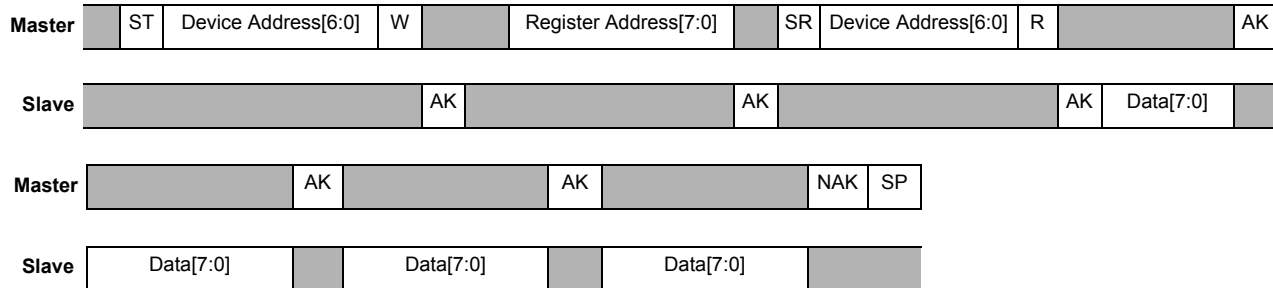 Master ST Device Address[6:0] W Register Address[7:0] SR Device Address[6:0] R AK
Slave AK AK AK Data[7:0]
Master AK AK NAK SP
Slave Data[7:0] Data[7:0] Data[7:0]